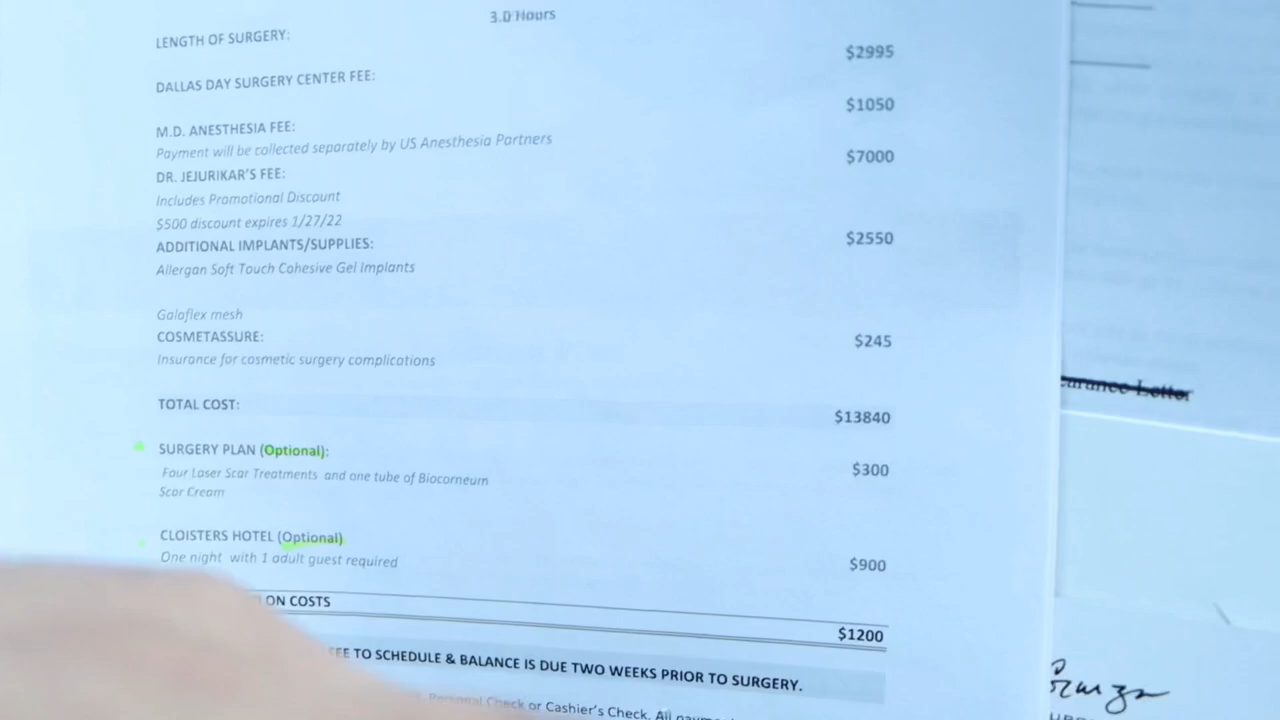 3.0 Hours
LENGTH OF SURGERY:
$2995
DALLAS DAY SURGERY CENTER FEE:
$1050
M.D. ANESTHESIA FEE:
Payment will be collected separately by US Anesthesia Partners
$7000
DR. JEJURIKAR'S FEE:
Includes Promotional Discount
$500 discount expires 1/27/22
ADDITIONAL IMPLANTS/SUPPLIES:
$2550
Allergan Soft Touch Cohesive Gel Implants
Galaflex mesh
COSMETASSURE:
$245
Insurance for cosmetic surgery complications
TOTAL COST:
$13840
SURGERY PLAN (Optional):
$300
Four Laser Scar Treatments and one tube of Biocorneum
Scar Cream
CLOISTERS HOTEL (Optional)
One night with 1 adult guest required
$900
ON COSTS
$1200
TO SCHEDULE & BALANCE IS DUE TWO WEEKS PRIOR TO SURGERY.
Personal Check or Cashier's Check. All
Letter